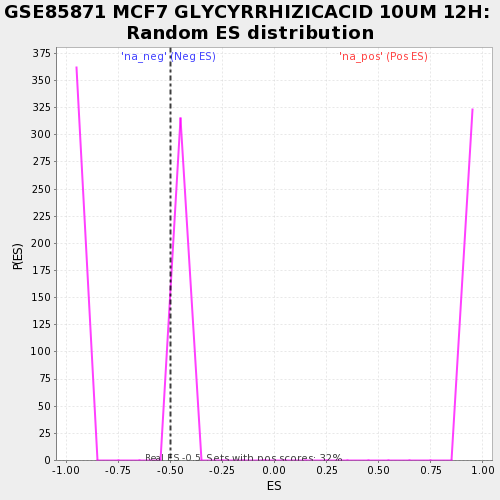 GSE85871 MCF7 GLYCYRRHIZICACID 10UM 12H:
Random ES distribution
'na_neg' (Neg ES)
'na_pos' (Pos ES)
375
350
325
300
275
250
225
200
175
150
125
100
75
50
25
0
P(ES)
Real ES -0.5, Sets with pos scores: 32%
-1.00 -0.75 -0.50 -0.25 0.00 0.25 0.50 0.75 1.00
ES